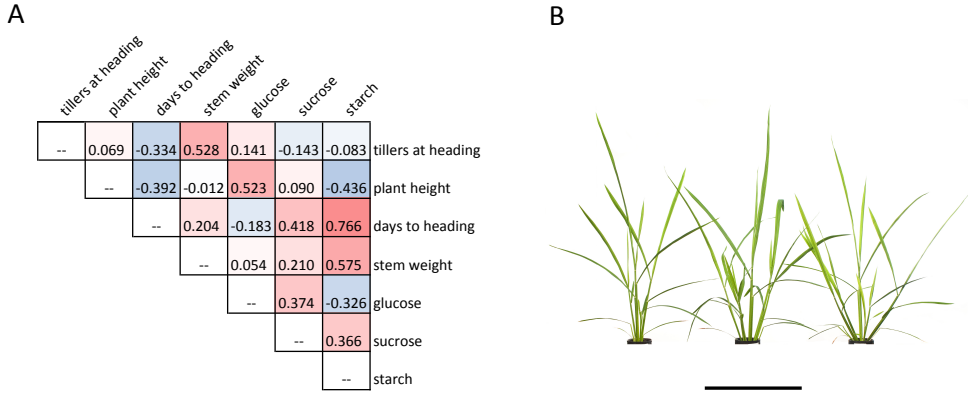 A
B
tillers at heading
plant height
days to heading
stem weight
glucose
sucrose
starch
-- 0.069 -0.334 0.528 0.141 -0.143 -0.083 tillers at heading
-- -0.392 -0.012 0.523 0.090 -0.436 plant height
-- 0.204 -0.183 0.418 0.766 days to heading
-- 0.054 0.210 0.575 stem weight
-- 0.374 -0.326 glucose
-- 0.366 sucrose
-- starch